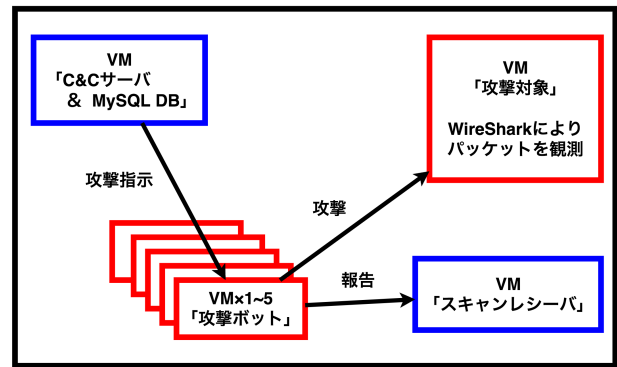 VM
「C&Cサーバ
& MySQL DB」
VM
「攻撃対象」
WireSharkにより
パッケトを観測
攻撃指示
攻撃
VM×1~5
「攻撃ボット」
報告
VM
「スキャンレシーバ」